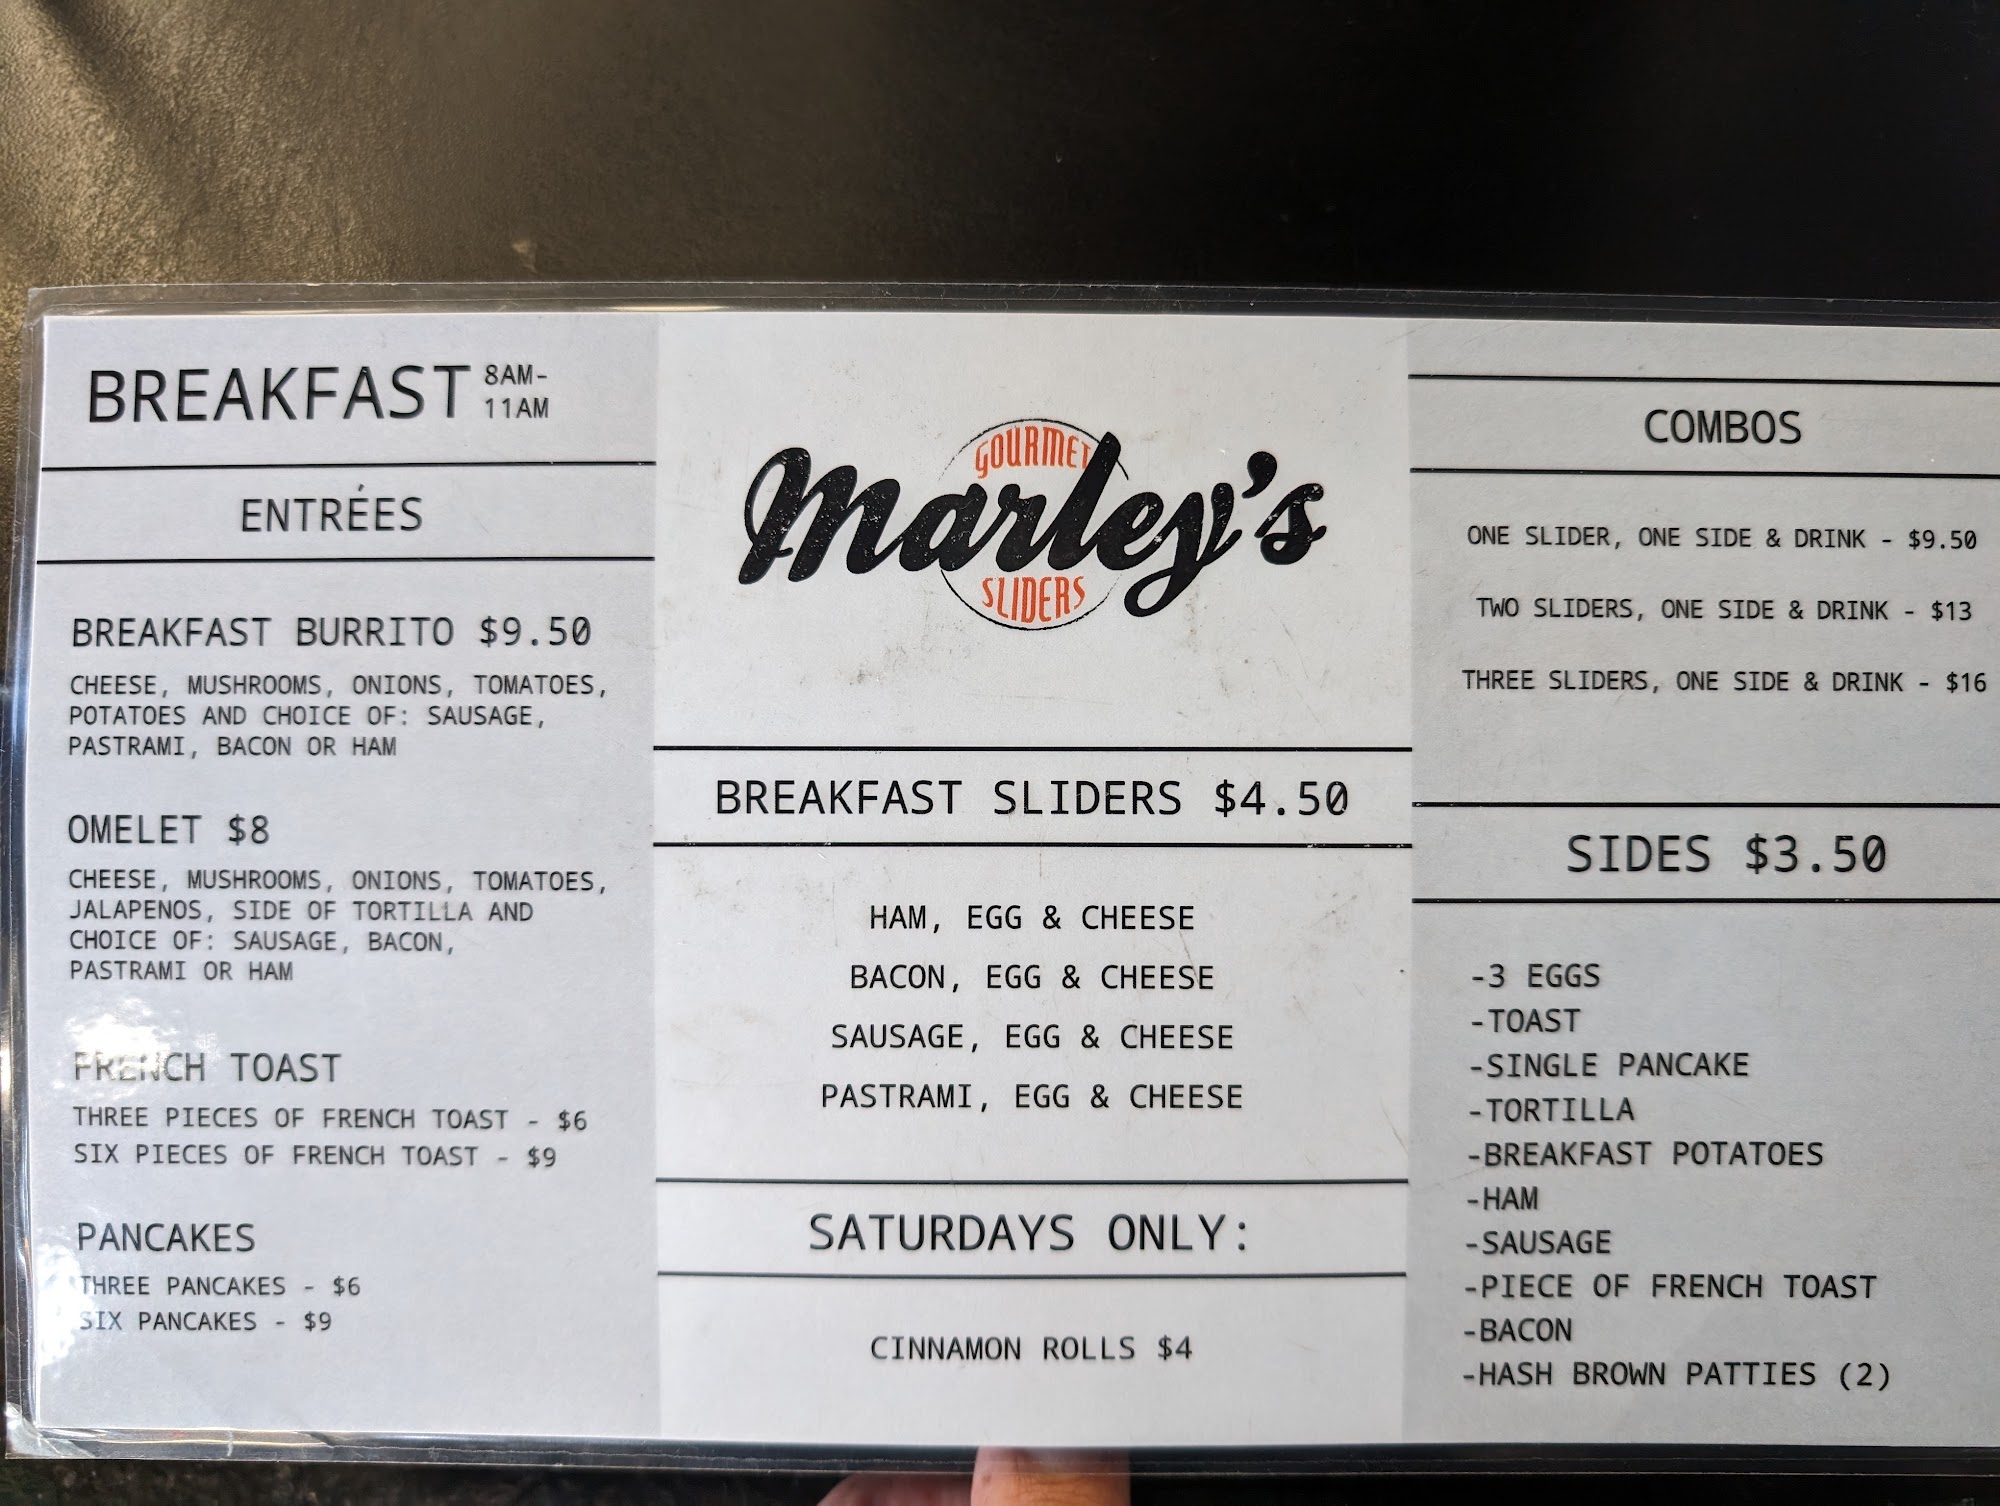 BREAKFAST 8AM-
11AM
ENTRÉES
BREAKFAST BURRITO $9.50
CHEESE, MUSHROOMS, ONIONS, TOMATOES,
POTATOES AND CHOICE OF: SAUSAGE,
PASTRAMI, BACON OR HAM
OMELET $8
CHEESE, MUSHROOMS, ONIONS, TOMATOES,
JALAPENOS, SIDE OF TORTILLA AND
CHOICE OF: SAUSAGE, BACON,
PASTRAMI OR HAM
FRENCH TOAST
THREE PIECES OF FRENCH TOAST - $6
SIX PIECES OF FRENCH TOAST - $9
PANCAKES
THREE PANCAKES - $6
SIX PANCAKES - $9
GOURMET
Marley's
SLIDERS
BREAKFAST SLIDERS $4.50
HAM, EGG & CHEESE
BACON, EGG & CHEESE
SAUSAGE, EGG & CHEESE
PASTRAMI, EGG & CHEESE
SATURDAYS ONLY:
CINNAMON ROLLS $4
COMBOS
ONE SLIDER, ONE SIDE & DRINK - $9.50
TWO SLIDERS, ONE SIDE & DRINK - $13
THREE SLIDERS, ONE SIDE & DRINK - $16
SIDES $3.50
-3 EGGS
-TOAST
-SINGLE PANCAKE
-TORTILLA
-BREAKFAST POTATOES
-HAM
-SAUSAGE
-PIECE OF FRENCH TOAST
-BACON
-HASH BROWN PATTIES (2)